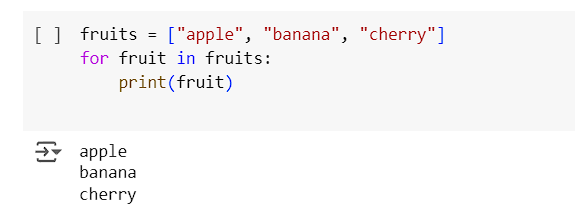 [ ] fruits = ["apple", "banana", "cherry"]
for fruit in fruits:
    print(fruit)
apple
banana
cherry